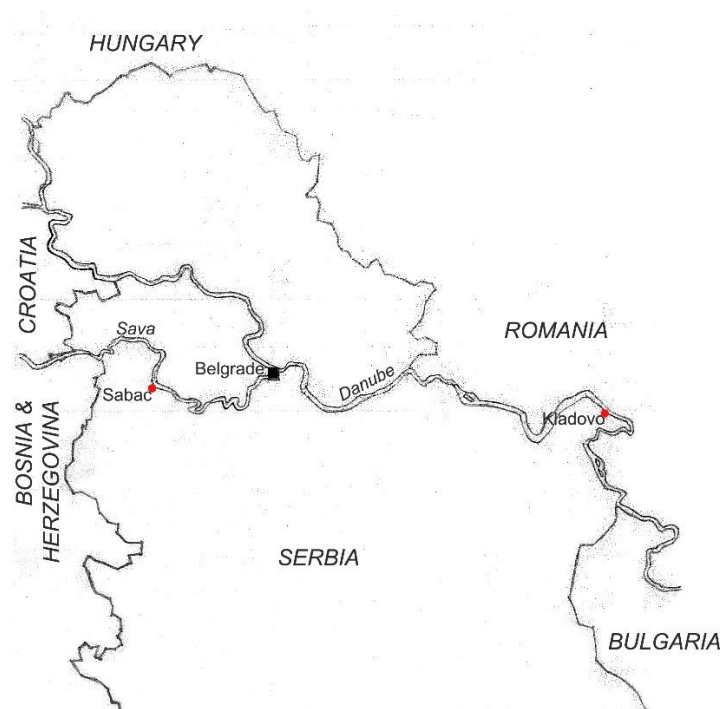 HUNGARY
CROATIA
Sava
ROMANIA
Belgrade
Danube
Sabac
Kladovo
BOSNIA &
HERZEGOVINA
SERBIA
BULGARIA